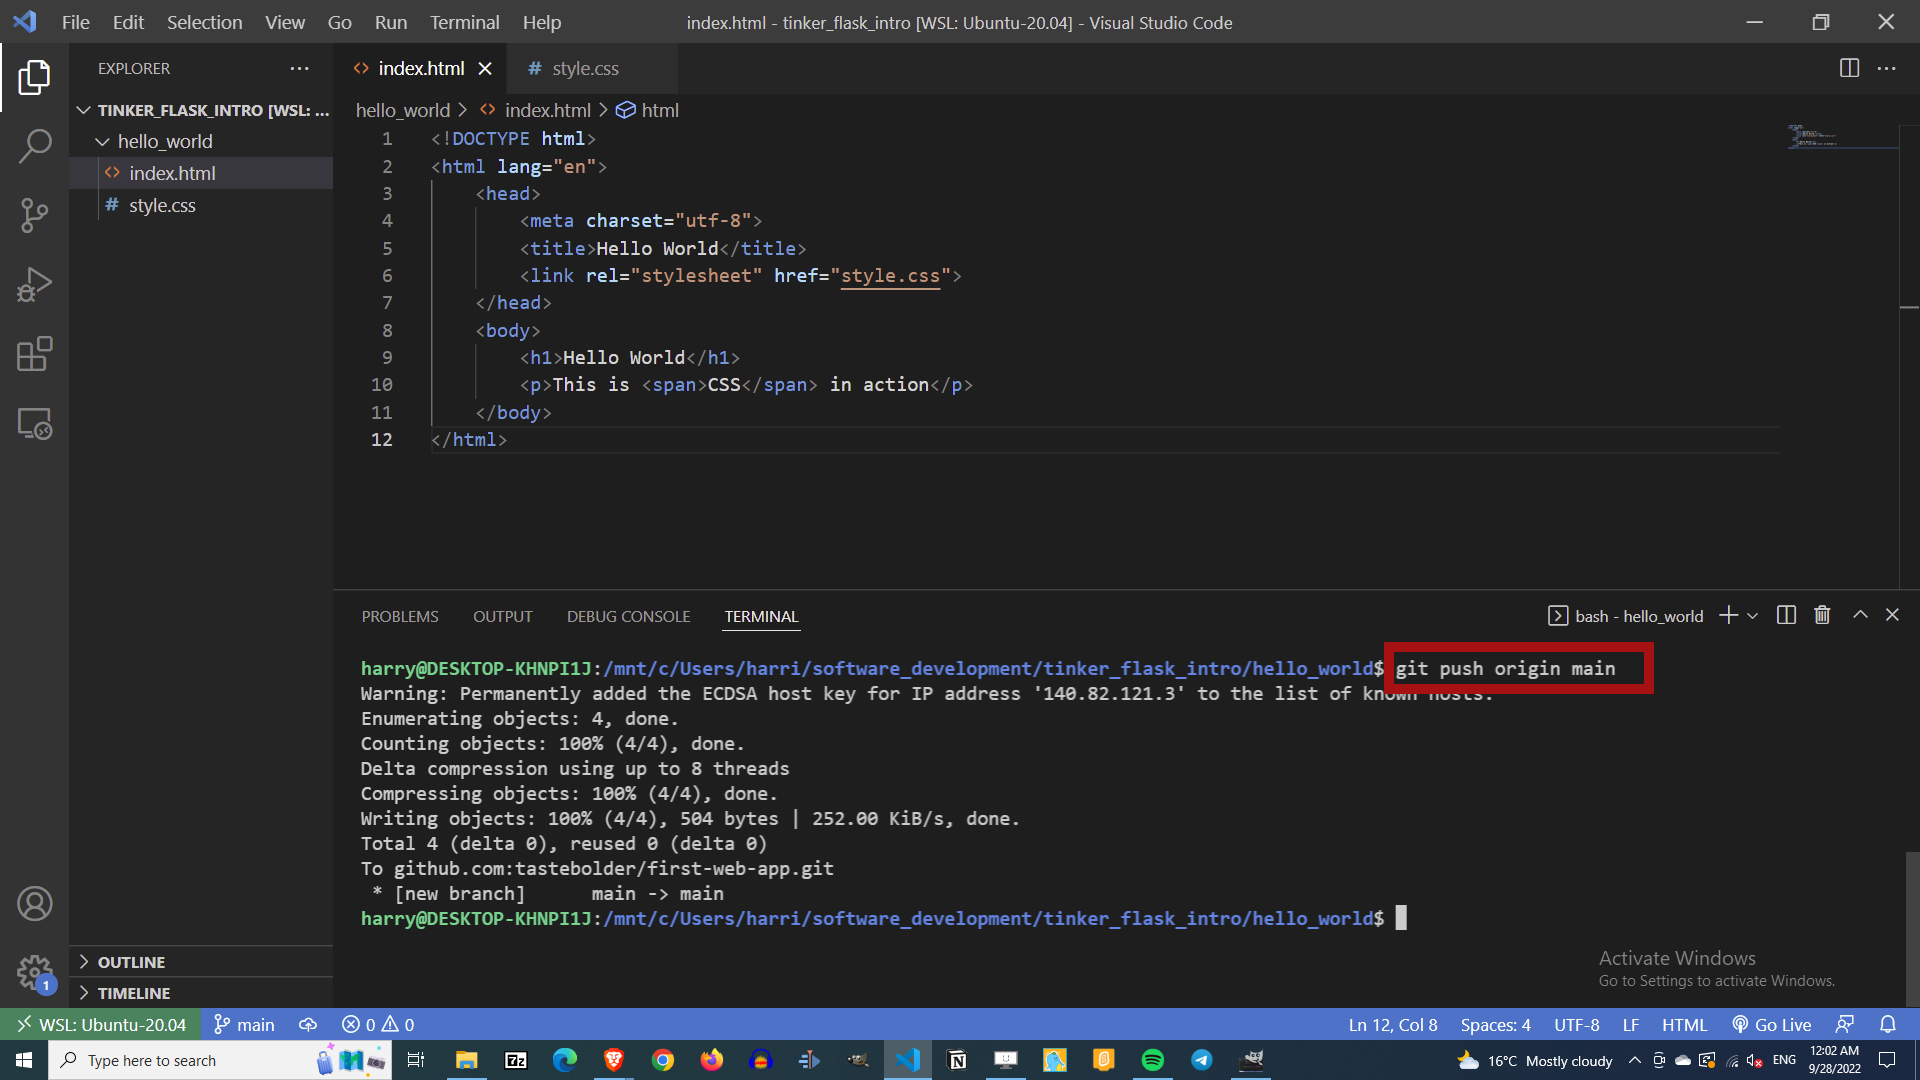 File Edit Selection View Go Run Terminal Help
index.html - tinker_flask_intro [WSL: Ubuntu-20.04] - Visual Studio Code
EXPLORER
TINKER_FLASK_INTRO [WSL: ...
hello_world
index.html
style.css
OUTLINE
TIMELINE
index.html
style.css
hello_world > index.html > html
1 <!DOCTYPE html>
2 <html lang="en">
3 <head>
4 <meta charset="utf-8">
5 <title>Hello World</title>
6 <link rel="stylesheet" href="style.css">
7 </head>
8 <body>
9 <h1>Hello World</h1>
10 <p>This is <span>CSS</span> in action</p>
11 </body>
12 </html>
PROBLEMS OUTPUT DEBUG CONSOLE TERMINAL
bash - hello_world
harry@DESKTOP-KHNPI1J:/mnt/c/Users/harri/software_development/tinker_flask_intro/hello_world$ git push origin main
Warning: Permanently added the ECDSA host key for IP address '140.82.121.3' to the list of known hosts.
Enumerating objects: 4, done.
Counting objects: 100% (4/4), done.
Delta compression using up to 8 threads
Compressing objects: 100% (4/4), done.
Writing objects: 100% (4/4), 504 bytes | 252.00 KiB/s, done.
Total 4 (delta 0), reused 0 (delta 0)
To github.com:tastebolder/first-web-app.git
* [new branch] main -> main
harry@DESKTOP-KHNPI1J:/mnt/c/Users/harri/software_development/tinker_flask_intro/hello_world$
Activate Windows
Go to Settings to activate Windows.
1
WSL: Ubuntu-20.04 main 0 0
Ln 12, Col 8 Spaces: 4 UTF-8 LF HTML Go Live
Type here to search
7z
16°C Mostly cloudy
ENG
12:02 AM
9/28/2022